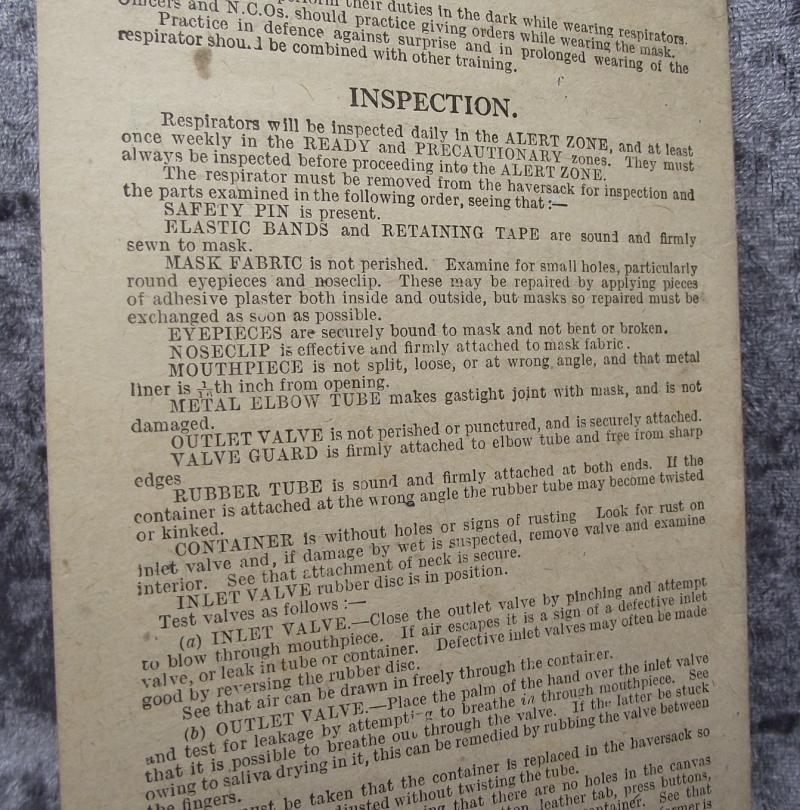 their duties in the dark while wearing respirators.
Officers and N.C.Os. should practice giving orders while wearing the mask.
Practice in defence against surprise and in prolonged wearing of the
respirator shou.l be combined with other training.
INSPECTION.
Respirators will be inspected daily in the ALERT ZONE, and at least
once weekly in the READY and PRECAUTIONARY zones. They must
always be inspected before proceeding into the ALERT ZONE.
The respirator must be removed from the haversack for inspection and
the parts examined in the following order, seeing that :—
SAFETY PIN is present.
ELASTIC BANDS and RETAINING TAPE are sound and firmly
sewn to mask.
MASK FABRIC is not perished. Examine for small holes, particularly
round eyepieces and noseclip. These may be repaired by applying pieces
of adhesive plaster both inside and outside, but masks so repaired must be
exchanged as soon as possible.
EYEPIECES are securely bound to mask and not bent or broken.
NOSECLIP is effective and firmly attached to mask fabric.
MOUTHPIECE is not split, loose, or at wrong angle, and that metal
liner is th inch from opening.
METAL ELBOW TUBE makes gastight joint with mask, and is not
damaged.
OUTLET VALVE is not perished or punctured, and is securely attached.
VALVE GUARD is firmly attached to elbow tube and free from sharp
edges
RUBBER TUBE is sound and firmly attached at both ends. If the
container is attached at the wrong angle the rubber tube may become twisted
or kinked.
CONTAINER is without holes or signs of rusting Look for rust on
inlet valve and, if damage by wet is suspected, remove valve and examine
interior. See that attachment of neck is secure.
INLET VALVE rubber disc is in position.
Test valves as follows :—
(a) INLET VALVE.—Close the outlet valve by pinching and attempt
to blow through mouthpiece. If air escapes it is a sign of a defective inlet
valve, or leak in tube or container. Defective inlet valves may often be made
good by reversing the rubber disc.
See that air can be drawn in freely through the container.
(b) OUTLET VALVE.—Place the palm of the hand over the inlet valve
and test for leakage by attempting to breathe in through mouthpiece. See
that it is possible to breathe out through the valve. If the latter be stuck
owing to saliva drying in it, this can be remedied by rubbing the valve between
the fingers.
must be taken that the container is replaced in the haversack so
without twisting the tube.
that there are no holes in the canvas
leather tab, press buttons,
container. See that